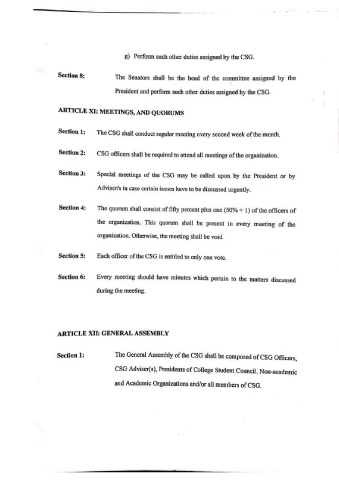 g) Perform such other duties assigned by the CSG.
Section 8: The Senators shall be the head of the committee assigned by the
President and perform such other duties assigned by the CSG.
ARTICLE XI: MEETINGS, AND QUORUMS
Section 1: The CSG shall conduct regular meeting every second week of the month.
Section 2: CSG officers shall be required to attend all meetings of the organization.
Section 3: Special meetings of the CSG may be called upon by the President or by
Adviser/s in case certain issues have to be discussed urgently.
Section 4: The quorum shall consist of fifty percent plus one (50% + 1) of the officers of
the organization. This quorum shall be present in every meeting of the
organization. Otherwise, the meeting shall be void.
Section 5: Each officer of the CSG is entitled to only one vote.
Section 6: Every meeting should have minutes which pertain to the matters discussed
during the meeting.
ARTICLE XII: GENERAL ASSEMBLY
Section 1: The General Assembly of the CSG shall be composed of CSG Officers,
CSG Adviser(s), Presidents of College Student Council, Non-academic
and Academic Organizations and/or all members of CSG.